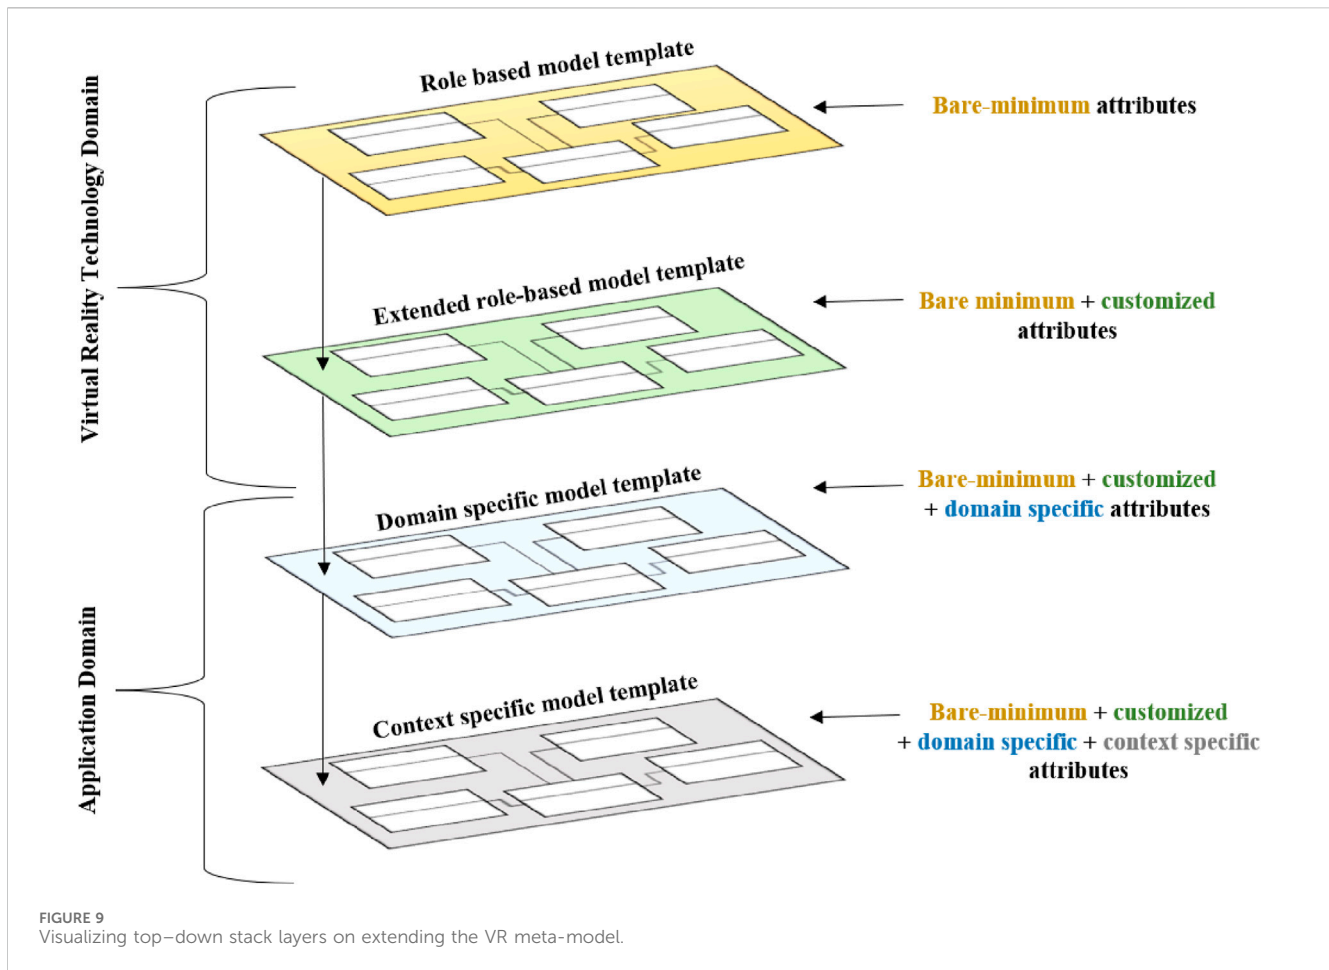 Virtual Reality Technology Domain
Role based model template
Bare-minimum attributes
Extended role-based model template
Bare minimum + customized
attributes
Application Domain
Domain specific model template
Bare-minimum + customized
+ domain specific attributes
Context specific model template
Bare-minimum + customized
+ domain specific + context specific
attributes
FIGURE 9
Visualizing top–down stack layers on extending the VR meta-model.